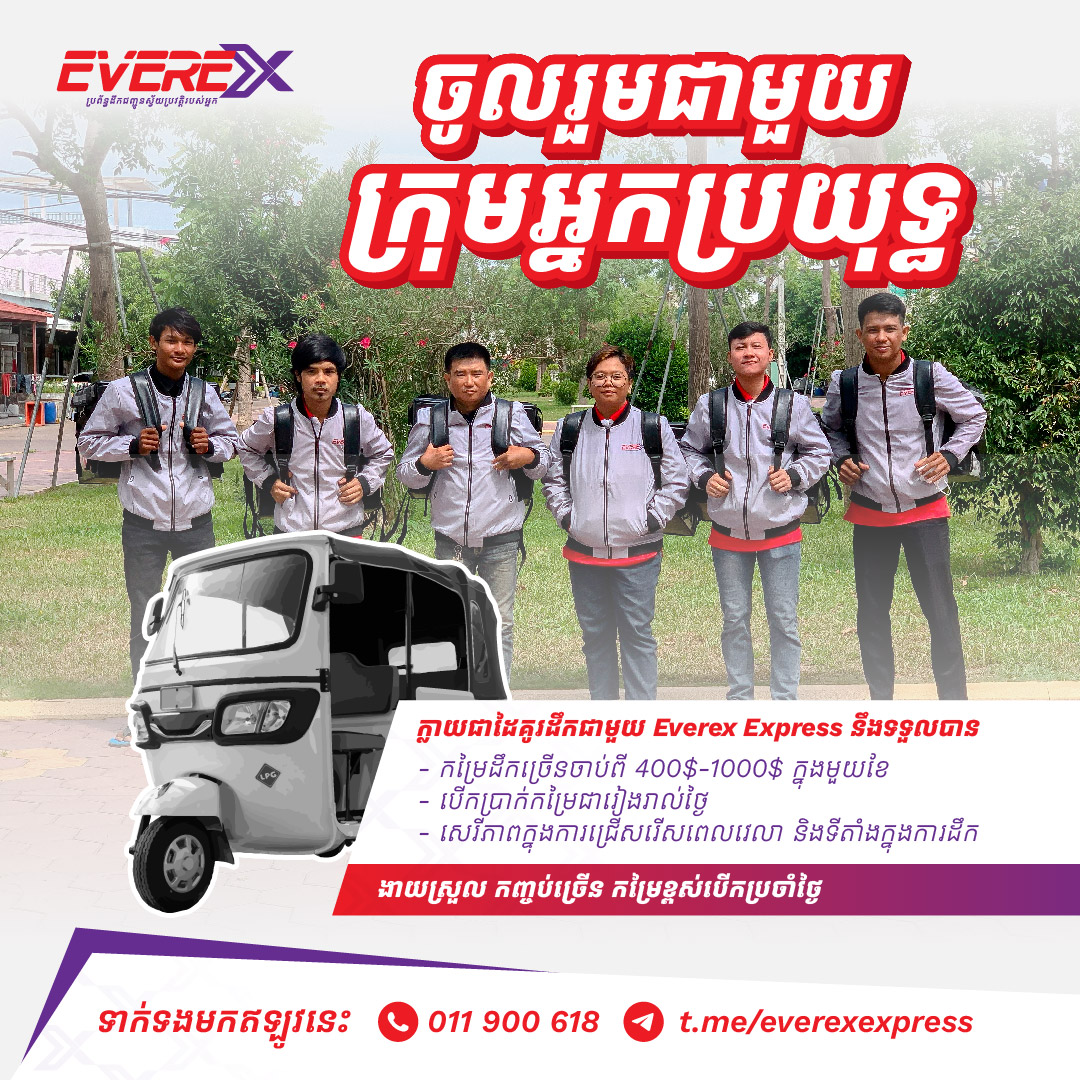 EVEREX
ប្រព័ន្ធដឹកជញ្ជូនស្វ័យប្រវត្តិរបស់អ្នក
ចូលរួមជាមួយ
ក្រុមអ្នកប្រយុទ្ធ
ក្លាយជាដៃគូរដឹកជាមួយ Everex Express នឹងទទួលបាន
- កម្រៃដឹកច្រើនចាប់ពី 400$-1000$ ក្នុងមួយខែ
- បើកប្រាក់កម្រៃជារៀងរាល់ថ្ងៃ
- សេរីភាពក្នុងការជ្រើសរើសពេលវេលា និងទីតាំងក្នុងការដឹក
LPG
ងាយស្រួល កញ្ចប់ច្រើន កម្រៃខ្ពស់បើកប្រចាំថ្ងៃ
ទាក់ទងមកឥឡូវនេះ 011 900 618 t.me/everexexpress